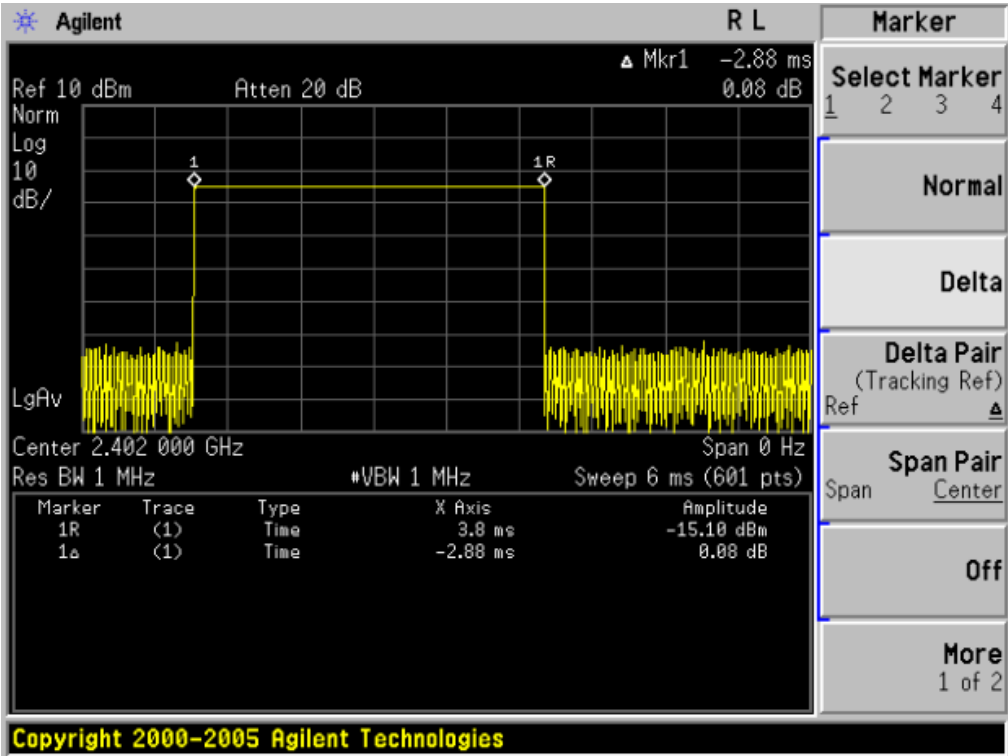 Agilent R L Marker
▵ Mkr1 -2.88 ms
Ref 10 dBm Atten 20 dB 0.08 dB
Norm
Log
10
dB/
1 1R
LgAv
Center 2.402 000 GHz Span 0 Hz
Res BW 1 MHz #VBW 1 MHz Sweep 6 ms (601 pts)
Marker Trace Type X Axis Amplitude
1R (1) Time 3.8 ms -15.10 dBm
1▵ (1) Time -2.88 ms 0.08 dB
Select Marker
1 2 3 4
Normal
Delta
Delta Pair
(Tracking Ref)
Ref ▵
Span Pair
Span Center
Off
More
1 of 2
Copyright 2000-2005 Agilent Technologies